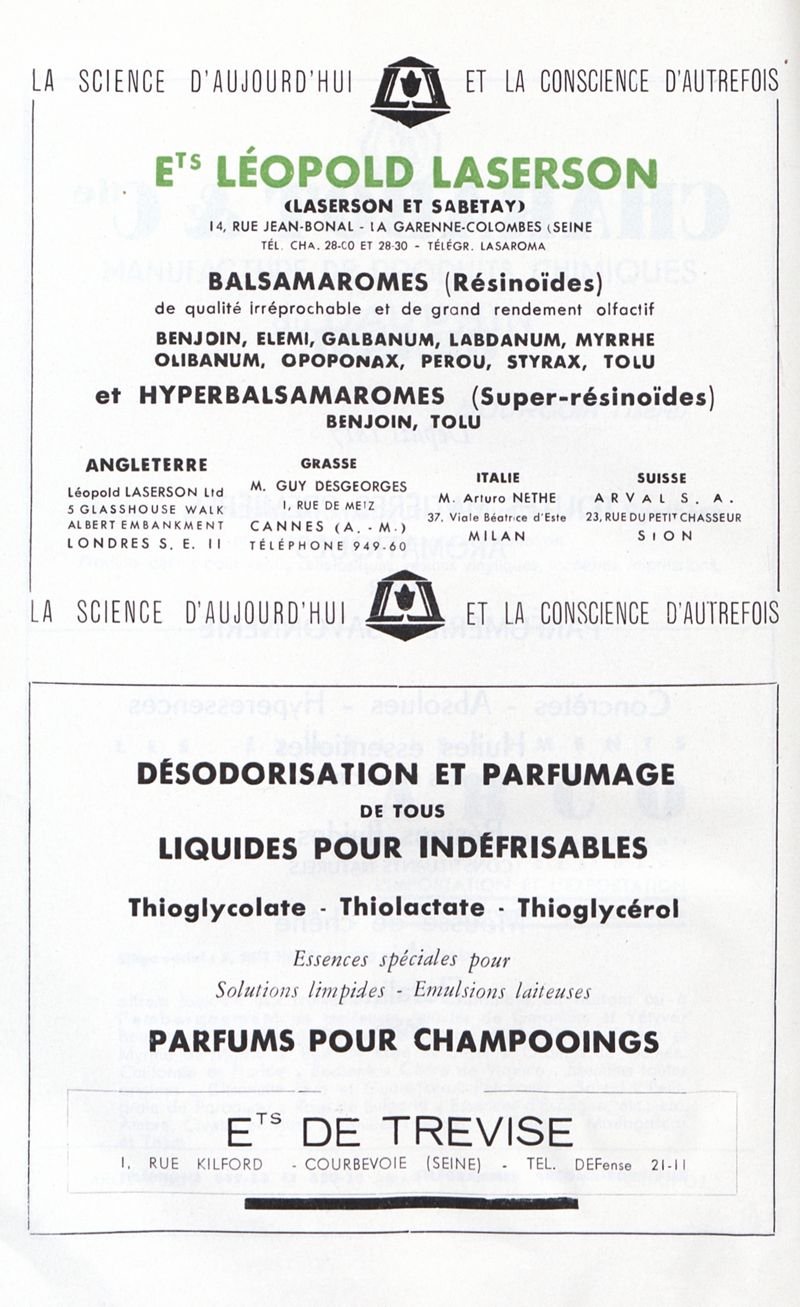 LA SCIENCE D'AUJOURD'HUI ET LA CONSCIENCE D'AUTREFOIS
ETS LÉOPOLD LASERSON
(LASERSON ET SABETAY)
14, RUE JEAN-BONAL - LA GARENNE-COLOMBES (SEINE
TÉL. CHA. 28-CO ET 28-30 - TÉLÉGR. LASAROMA
BALSAMAROMES (Résinoïdes)
de qualité irréprochable et de grand rendement olfactif
BENJOIN, ELEMI, GALBANUM, LABDANUM, MYRRHE
OLIBANUM, OPOPONAX, PEROU, STYRAX, TOLU
et HYPERBALSAMAROMES (Super-résinoïdes)
BENJOIN, TOLU
ANGLETERRE
Léopold LASERSON Ltd
5 GLASSHOUSE WALK
ALBERT EMBANKMENT
LONDRES S. E. 11
GRASSE
M. GUY DESGEORGES
1, RUE DE METZ
CANNES (A.-M.)
TÉLÉPHONE 949.60
ITALIE
M. Arturo NETHE
37, Viale Béatrice d'Este
MILAN
SUISSE
ARVAL S. A.
23, RUE DU PETIT CHASSEUR
SION
LA SCIENCE D'AUJOURD'HUI ET LA CONSCIENCE D'AUTREFOIS
DÉSODORISATION ET PARFUMAGE
DE TOUS
LIQUIDES POUR INDÉFRISABLES
Thioglycolate - Thiolactate - Thioglycérol
Essences spéciales pour
Solutions limpides - Emulsions laiteuses
PARFUMS POUR CHAMPOOINGS
ETS DE TREVISE
1, RUE KILFORD - COURBEVOIE (SEINE) - TEL. DEFense 21-11